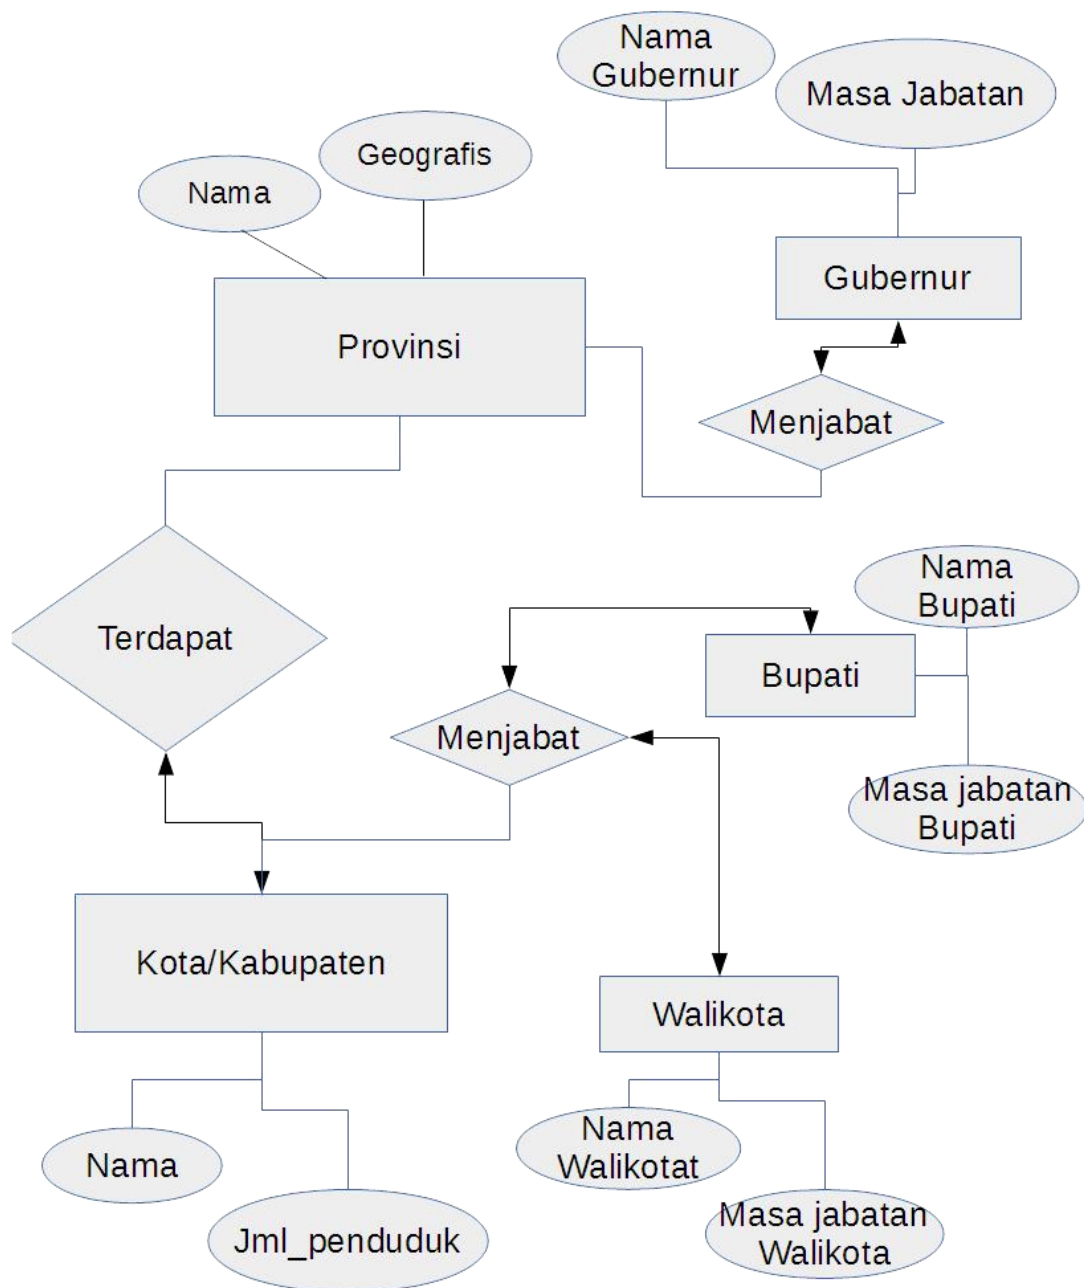 Nama
Gubernur
Masa Jabatan
Geografis
Nama
Gubernur
Provinsi
Menjabat
Nama
Bupati
Terdapat
Bupati
Menjabat
Masa jabatan
Bupati
Kota/Kabupaten
Walikota
Nama
Walikotat
Nama
Masa jabatan
Walikota
Jml_penduduk